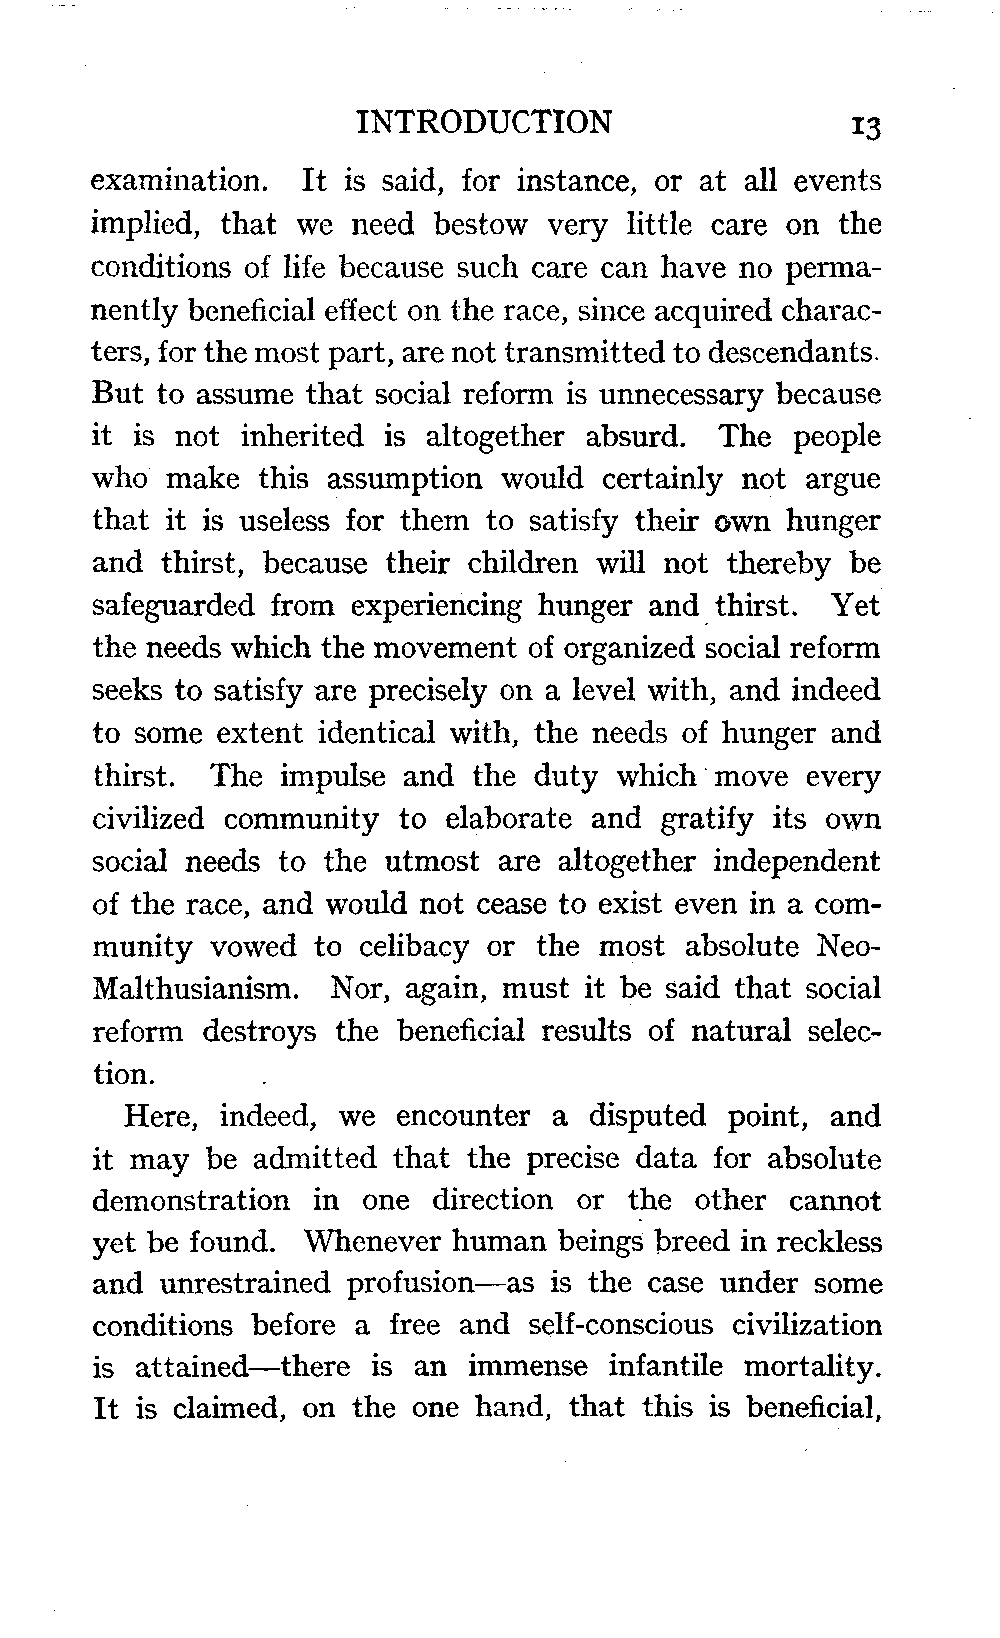 INTRODUCTION 13
examination. It is said, for instance, or at all events
implied, that we need bestow very little care on the
conditions of life because such care can have no perma-
nently beneficial effect on the race, since acquired charac-
ters, for the most part, are not transmitted to descendants.
But to assume that social reform is unnecessary because
it is not inherited is altogether absurd. The people
who make this assumption would certainly not argue
that it is useless for them to satisfy their own hunger
and thirst, because their children will not thereby be
safeguarded from experiencing hunger and thirst. Yet
the needs which the movement of organized social reform
seeks to satisfy are precisely on a level with, and indeed
to some extent identical with, the needs of hunger and
thirst. The impulse and the duty which move every
civilized community to elaborate and gratify its own
social needs to the utmost are altogether independent
of the race, and would not cease to exist even in a com-
munity vowed to celibacy or the most absolute Neo-
Malthusianism. Nor, again, must it be said that social
reform destroys the beneficial results of natural selec-
tion.
Here, indeed, we encounter a disputed point, and
it may be admitted that the precise data for absolute
demonstration in one direction or the other cannot
yet be found. Whenever human beings breed in reckless
and unrestrained profusion—as is the case under some
conditions before a free and self-conscious civilization
is attained—there is an immense infantile mortality.
It is claimed, on the one hand, that this is beneficial,